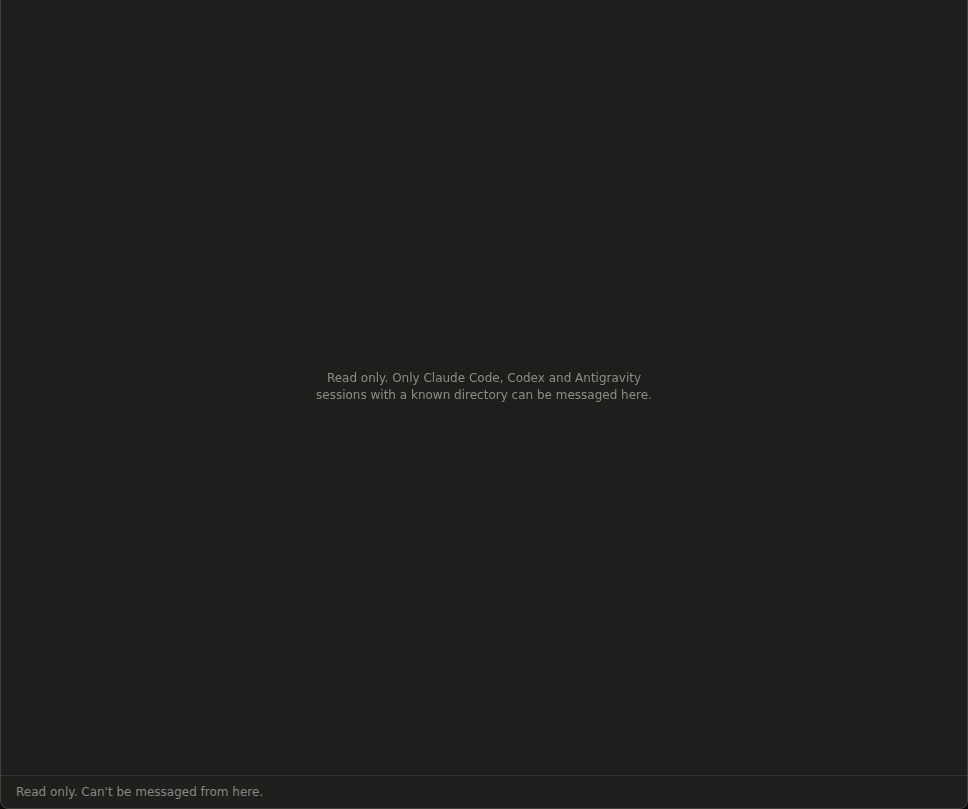 Read only. Only Claude Code, Codex and Antigravity
sessions with a known directory can be messaged here.
Read only. Can't be messaged from here.